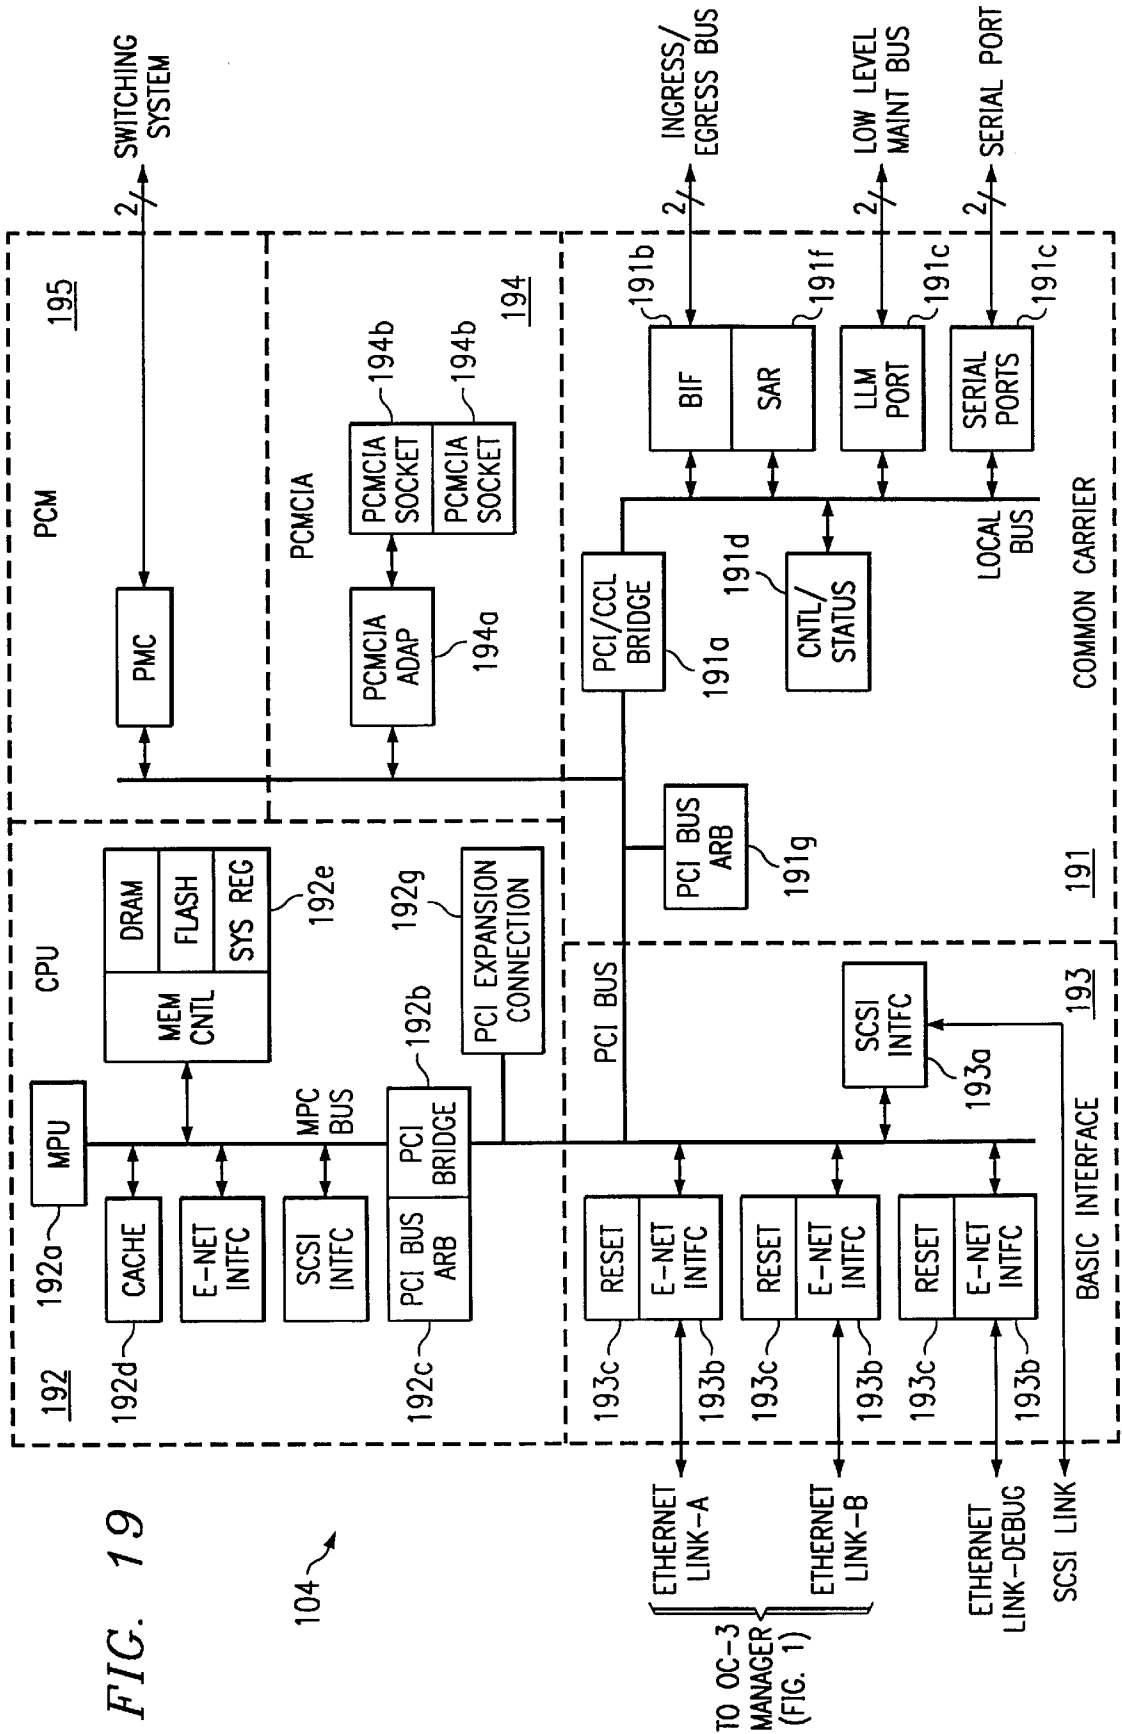 FIG. 19
104
192
CPU
192a
MPU
CACHE
192d
E-NET
INTFC
SCSI
INTFC
MPC
BUS
MEM
CNTL
DRAM
FLASH
SYS REG
192e
PCI BUS
ARB
PCI
BRIDGE
192b
192c
PCI EXPANSION
CONNECTION
192g
PCM
195
PMC
2
SWITCHING
SYSTEM
PCMCIA
194
PCMCIA
ADAP
194a
PCMCIA
SOCKET
194b
PCMCIA
SOCKET
194b
PCI BUS
193
BASIC INTERFACE
RESET
E-NET
INTFC
193c
193b
RESET
E-NET
INTFC
193c
193b
RESET
E-NET
INTFC
193c
193b
SCSI
INTFC
193a
ETHERNET
LINK-A
ETHERNET
LINK-B
TO OC-3
MANAGER
(FIG. 1)
ETHERNET
LINK-DEBUG
SCSI LINK
191
COMMON CARRIER
PCI BUS
ARB
191g
PCI/CCL
BRIDGE
191a
191d
CNTL/
STATUS
LOCAL
BUS
BIF
191b
SAR
191f
LLM
PORT
191c
SERIAL
PORTS
191c
2
INGRESS/
EGRESS BUS
2
LOW LEVEL
MAINT BUS
2
SERIAL PORT